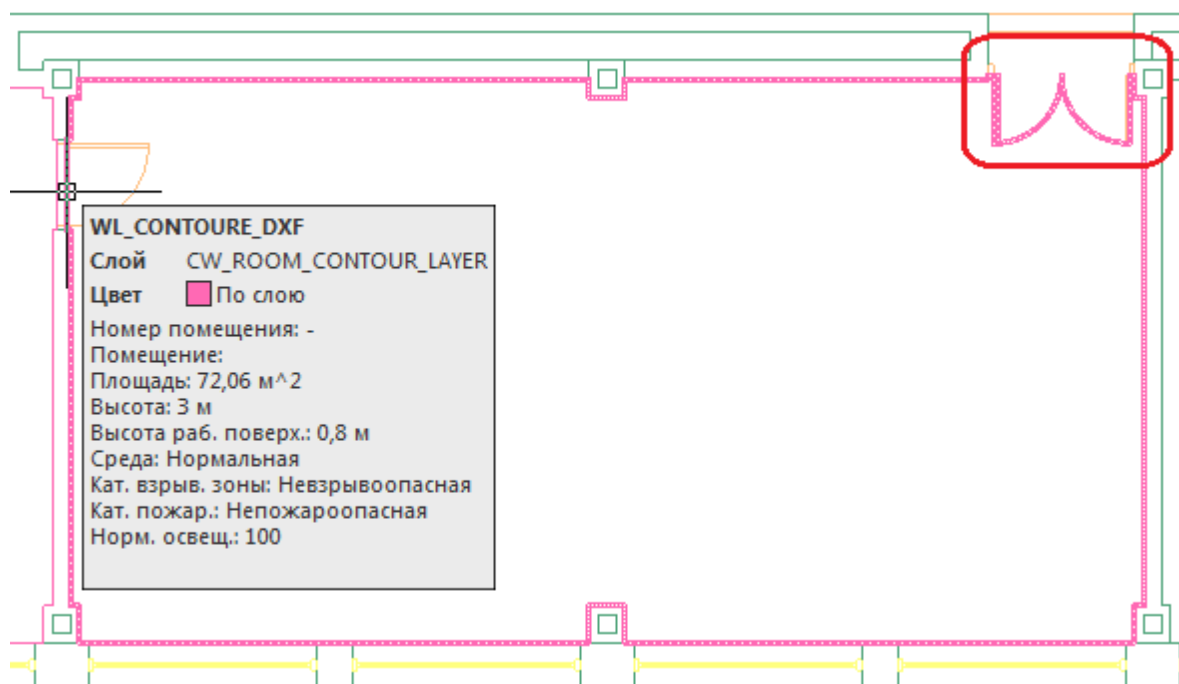 WL_CONTOURE_DXF
Слой CW_ROOM_CONTOUR_LAYER
Цвет По слою
Номер помещения: -
Помещение:
Площадь: 72,06 м^2
Высота: 3 м
Высота раб. поверх.: 0,8 м
Среда: Нормальная
Кат. взрыв. зоны: Невзрывоопасная
Кат. пожар.: Непожароопасная
Норм. освещ.: 100